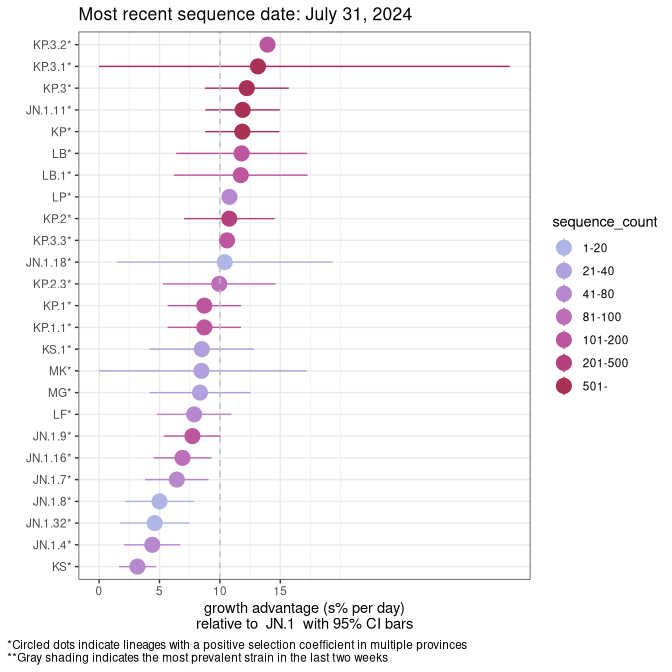 Most recent sequence date: July 31, 2024
KP.3.2*
KP.3.1*
KP.3*
JN.1.11*
KP*
LB*
LB.1*
LP*
KP.2*
KP.3.3*
JN.1.18*
KP.2.3*
KP.1*
KP.1.1*
KS.1*
MK*
MG*
LF*
JN.1.9*
JN.1.16*
JN.1.7*
JN.1.8*
JN.1.32*
JN.1.4*
KS*
0 5 10 15
growth advantage (s% per day)
relative to JN.1 with 95% CI bars
sequence_count
1-20
21-40
41-80
81-100
101-200
201-500
501-
*Circled dots indicate lineages with a positive selection coefficient in multiple provinces
**Gray shading indicates the most prevalent strain in the last two weeks